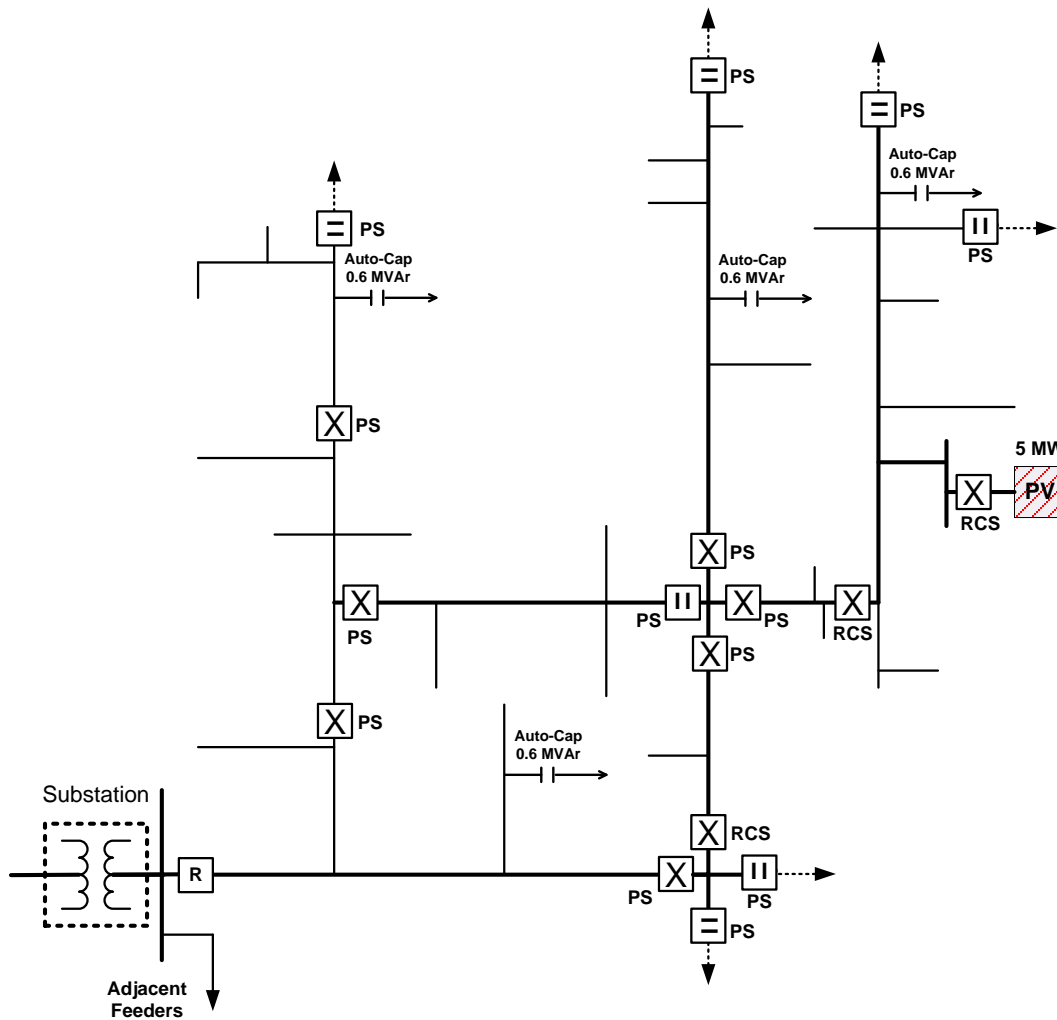 PS
PS
Auto-Cap
0.6 MVAr
PS
Auto-Cap
0.6 MVAr
Auto-Cap
0.6 MVAr
PS
X
PS
5 MW
X
PV
RCS
X
PS
X
PS
PS
X
PS
X
RCS
X
PS
X
PS
Auto-Cap
0.6 MVAr
Substation
X
RCS
R
PS
X
PS
PS
Adjacent
Feeders